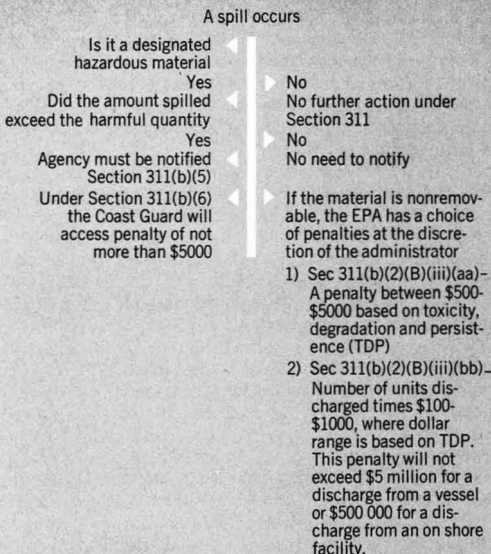 A spill occurs
Is it a designated
hazardous material
Yes
Did the amount spilled
exceed the harmful quantity
Yes
Agency must be notified
Section 311(b)(5)
Under Section 311(b)(6)
the Coast Guard will
access penalty of not
more than $5000
No
No further action under
Section 311
No
No need to notify
If the material is nonremov-
able, the EPA has a choice
of penalties at the discre-
tion of the administrator
1) Sec 311(b)(2)(B)(iii)(aa)–
A penalty between $500-
$5000 based on toxicity,
degradation and persist-
ence (TDP)
2) Sec 311(b)(2)(B)(iii)(bb)–
Number of units dis-
charged times $100-
$1000, where dollar
range is based on TDP.
This penalty will not
exceed $5 million for a
discharge from a vessel
or $500 000 for a dis-
charge from an on shore
facility.